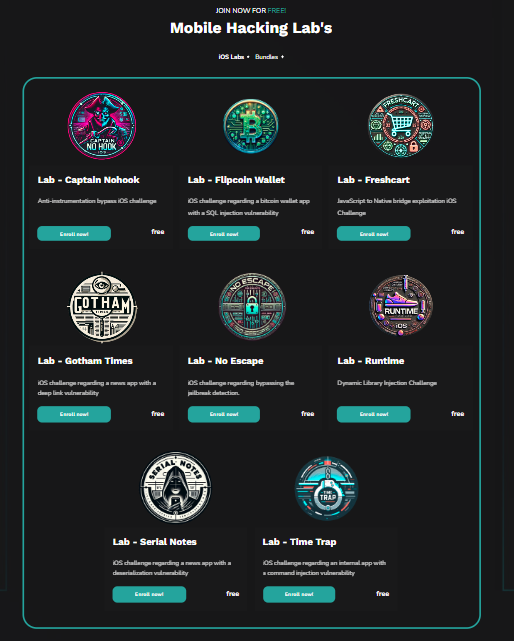 JOIN NOW FOR FREE!
Mobile Hacking Lab's
iOS Labs • Bundles •
CAPTAIN
NO HOOK
iOS
FRESHCART
Lab - Captain Nohook
Lab - Flipcoin Wallet
Lab - Freshcart
Anti-instrumentation bypass iOS challenge
iOS challenge regarding a bitcoin wallet app
with a SQL injection vulnerability
JavaScript to Native bridge exploitation iOS
Challenge
Enroll now! free
Enroll now! free
Enroll now! free
GOTHAM
TIMES
NO ESCAPE
RUNTIME
iOS
Lab - Gotham Times
Lab - No Escape
Lab - Runtime
iOS challenge regarding a news app with a
deep link vulnerability
iOS challenge regarding bypassing the
jailbreak detection.
Dynamic Library Injection Challenge
Enroll now! free
Enroll now! free
Enroll now! free
SERIAL NOTES
TIME
TRAP
Lab - Serial Notes
Lab - Time Trap
iOS challenge regarding a news app with a
deserialization vulnerability
iOS challenge regarding an internal app with
a command injection vulnerability
Enroll now! free
Enroll now! free